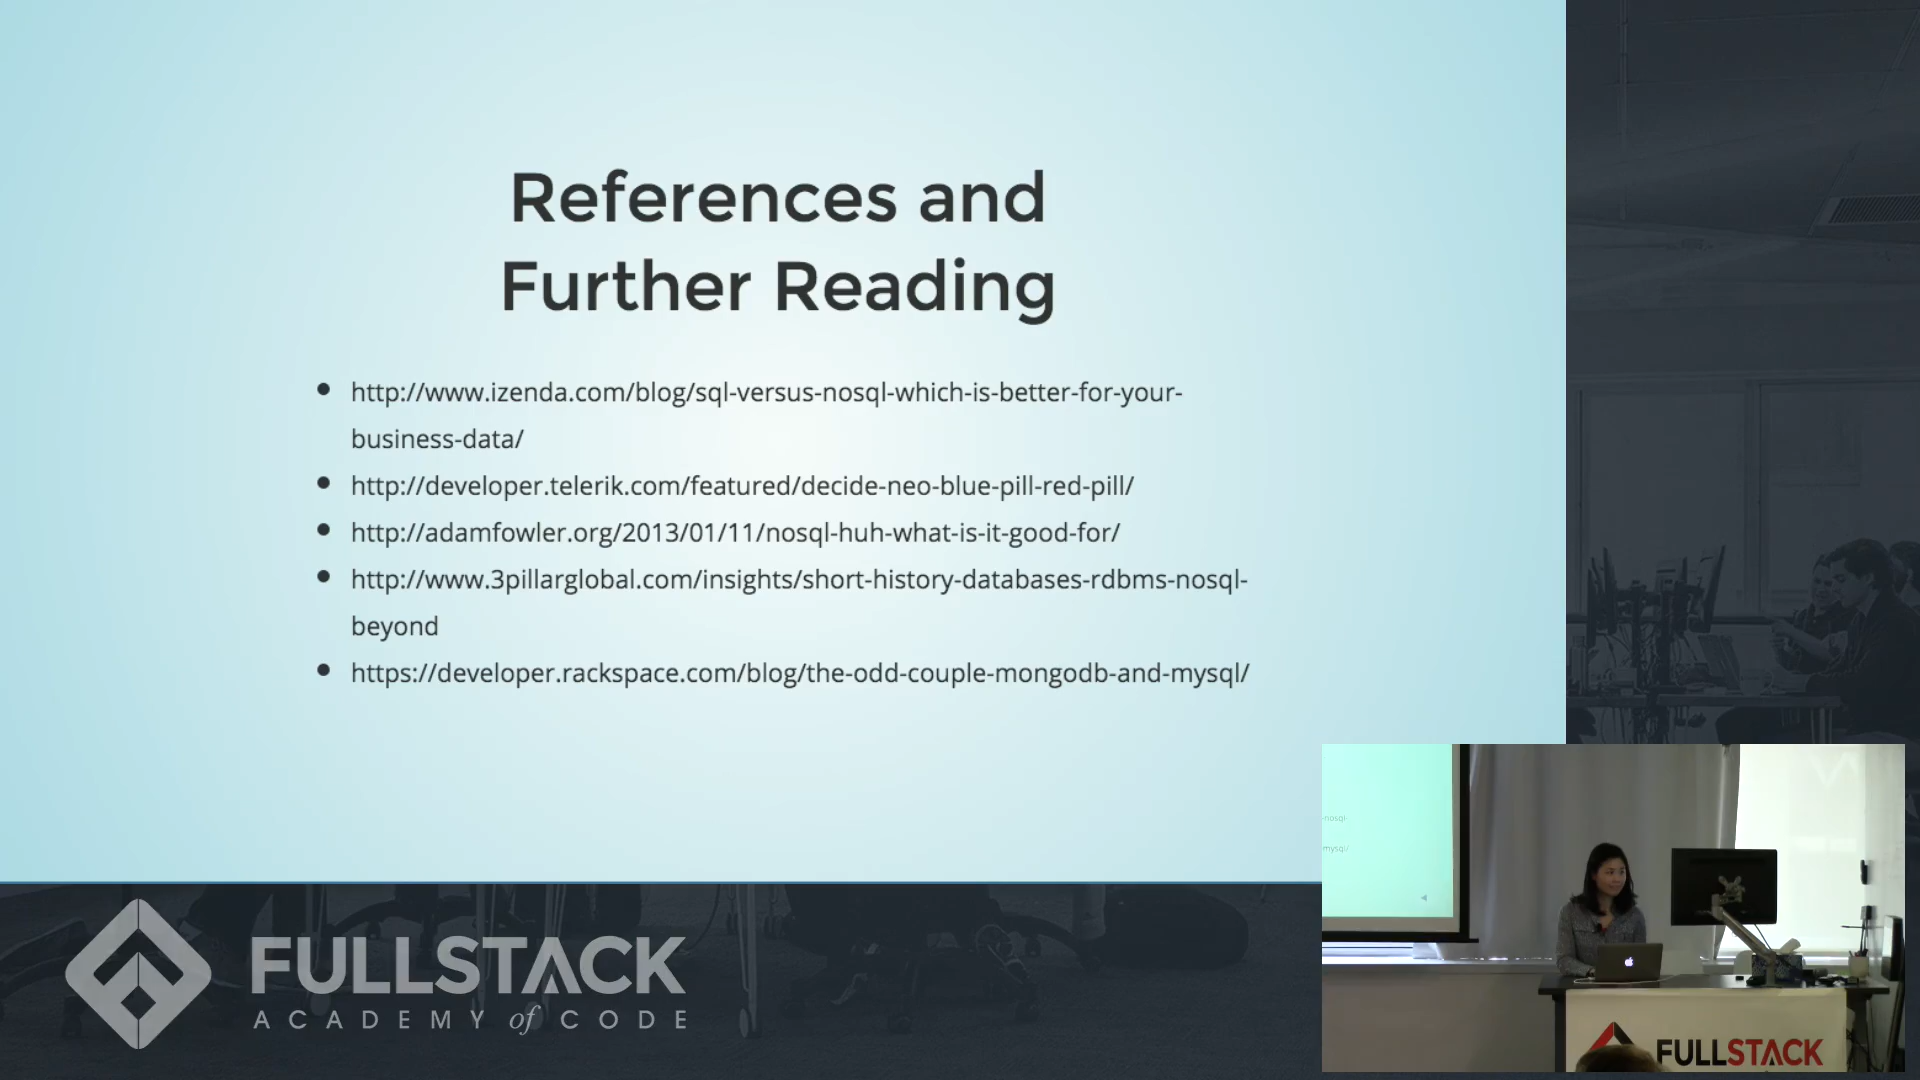 References and
Further Reading
http://www.izenda.com/blog/sql-versus-nosql-which-is-better-for-your-
business-data/
http://developer.telerik.com/featured/decide-neo-blue-pill-red-pill/
http://adamfowler.org/2013/01/11/nosql-huh-what-is-it-good-for/
http://www.3pillarglobal.com/insights/short-history-databases-rdbms-nosql-
beyond
https://developer.rackspace.com/blog/the-odd-couple-mongodb-and-mysql/
-nosql-
mysql/
FULLSTACK
ACADEMY of CODE
FULLSTACK